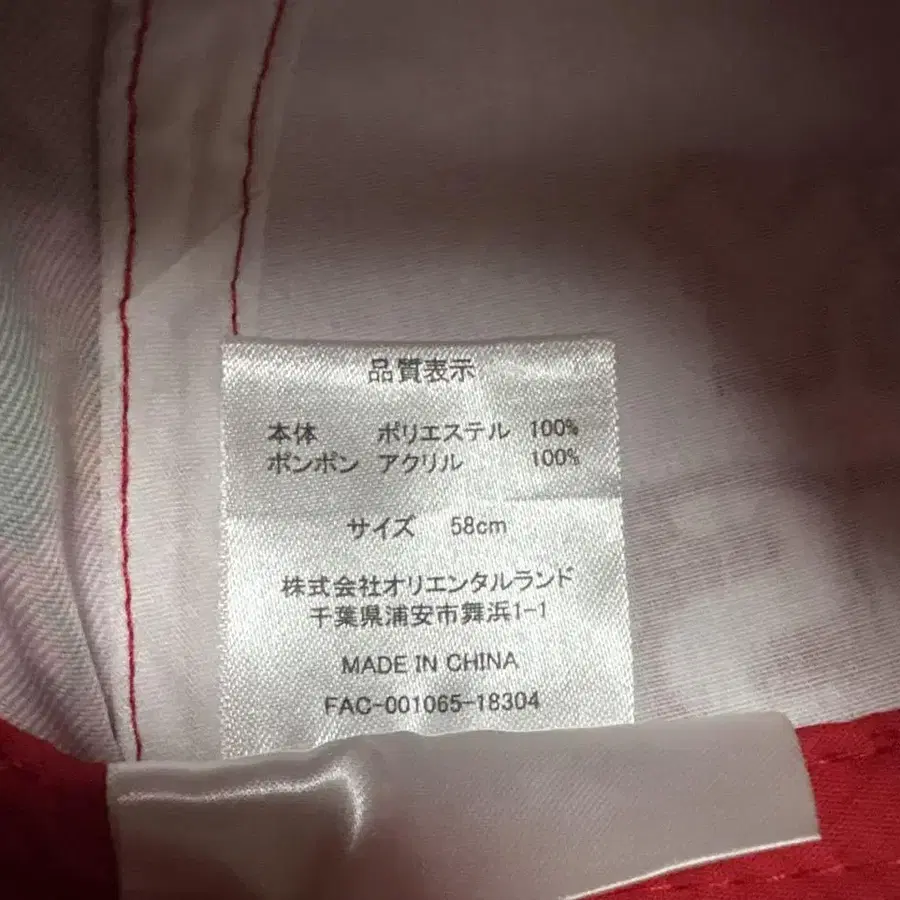 品質表示
本体 ポリエステル 100%
ポンポン アクリル 100%
サイズ 58cm
株式会社オリエンタルランド
千葉県浦安市舞浜1-1
MADE IN CHINA
FAC-001065-18304